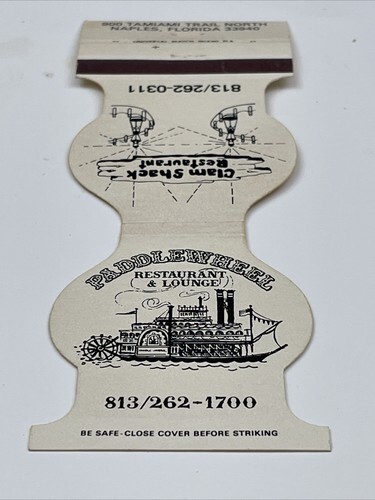 900 TAMIAMI TRAIL NORTH
NAPLES, FLORIDA 33940
813/262-0311
Clam Shack
Restaurant
PADDLEWHEEL
RESTAURANT
& LOUNGE
813/262-1700
BE SAFE-CLOSE COVER BEFORE STRIKING